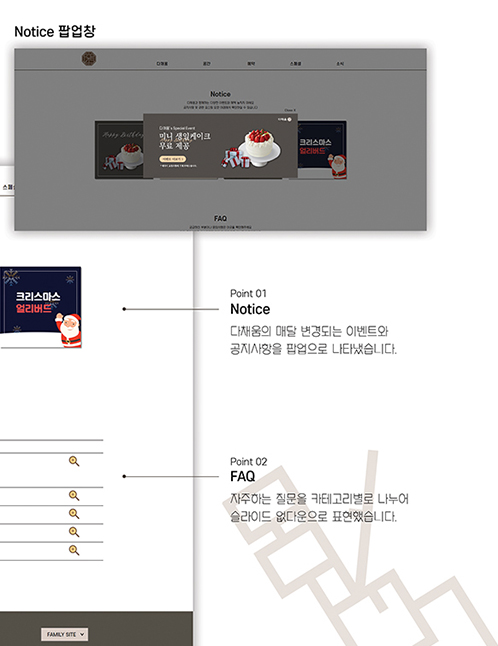 Notice 팝업창
다채움
공간
예약
스페셜
소식
Notice
Happy Birthday
다채움's Special Event!
미니 생일케이크
무료 제공
크리스마스
얼리버드
FAQ
스페셜
크리스마스
얼리버드
Point 01
Notice
다재움의 매달 변경되는 이벤트와
공지사항을 팝업으로 나타냈습니다.
Point 02
FAQ
자주하는 질문을 카테고리별로 나누어
슬라이드 없다운으로 표현했습니다.
FAMILY SITE